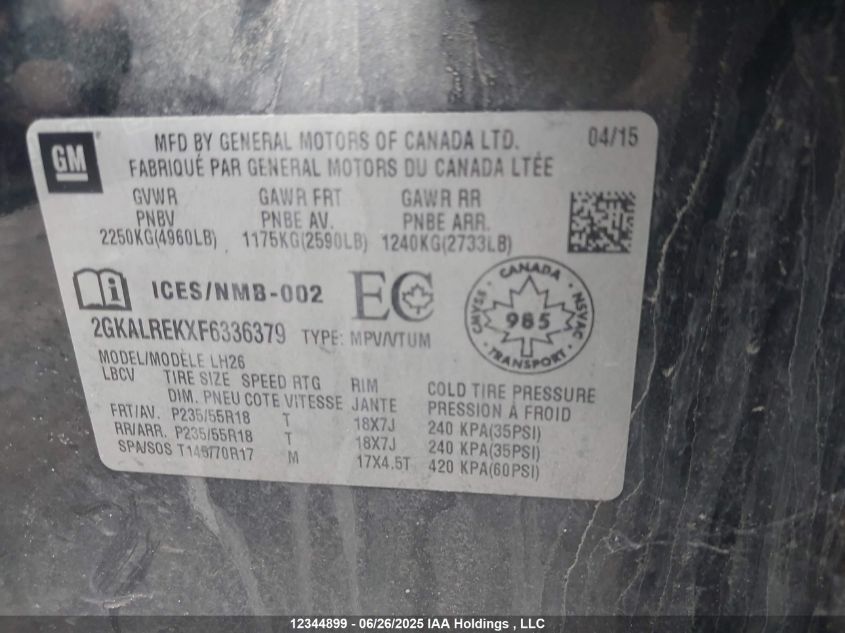 GM
MFD BY GENERAL MOTORS OF CANADA LTD. 04/15
FABRIQUÉ PAR GENERAL MOTORS DU CANADA LTÉE
GVWR GAWR FRT GAWR RR
PNBV PNBE AV. PNBE ARR.
2250KG(4960LB) 1175KG(2590LB) 1240KG(2733LB)
ICES/NMB-002 EC
CANADA
CMVSS 985 NSVAC
TRANSPORT
2GKALREKXF6336379 TYPE: MPV/VTUM
MODEL/MODÈLE LH26
LBCV TIRE SIZE SPEED RTG RIM COLD TIRE PRESSURE
DIM. PNEU COTE VITESSE JANTE PRESSION À FROID
FRT/AV. P235/55R18 T 18X7J 240 KPA(35PSI)
RR/ARR. P235/55R18 T 18X7J 240 KPA(35PSI)
SPA/SOS T145/70R17 M 17X4.5T 420 KPA(60PSI)
12344899 - 06/26/2025 IAA Holdings, LLC